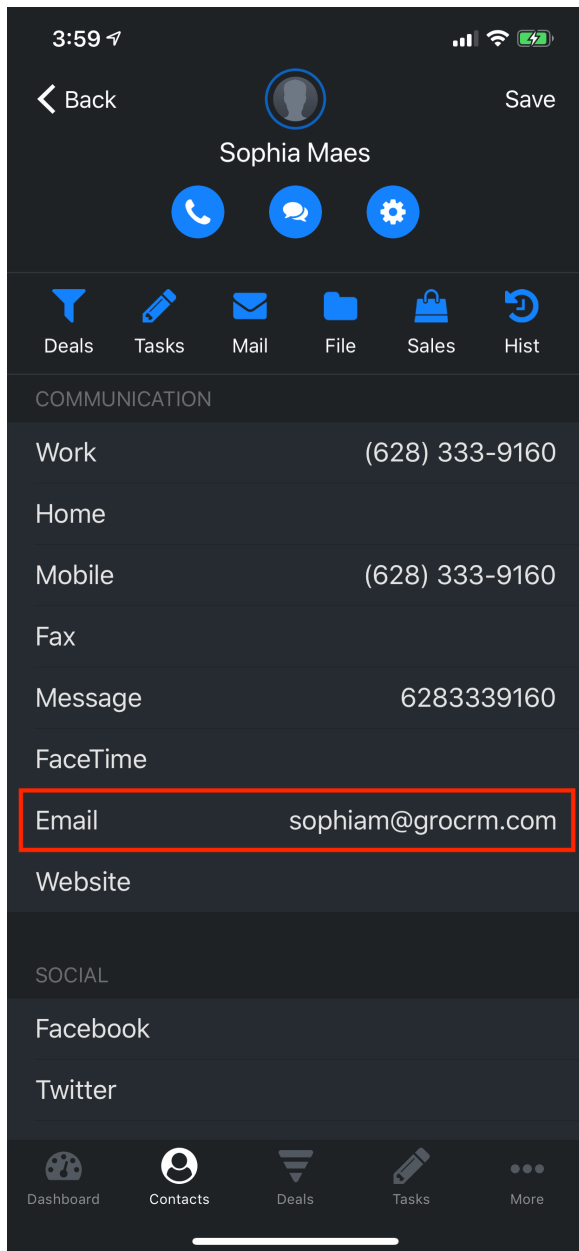 3:59
Back
Save
Sophia Maes
Deals Tasks Mail File Sales Hist
COMMUNICATION
Work (628) 333-9160
Home
Mobile (628) 333-9160
Fax
Message 6283339160
FaceTime
Email sophiam@grocrm.com
Website
SOCIAL
Facebook
Twitter
Dashboard Contacts Deals Tasks More